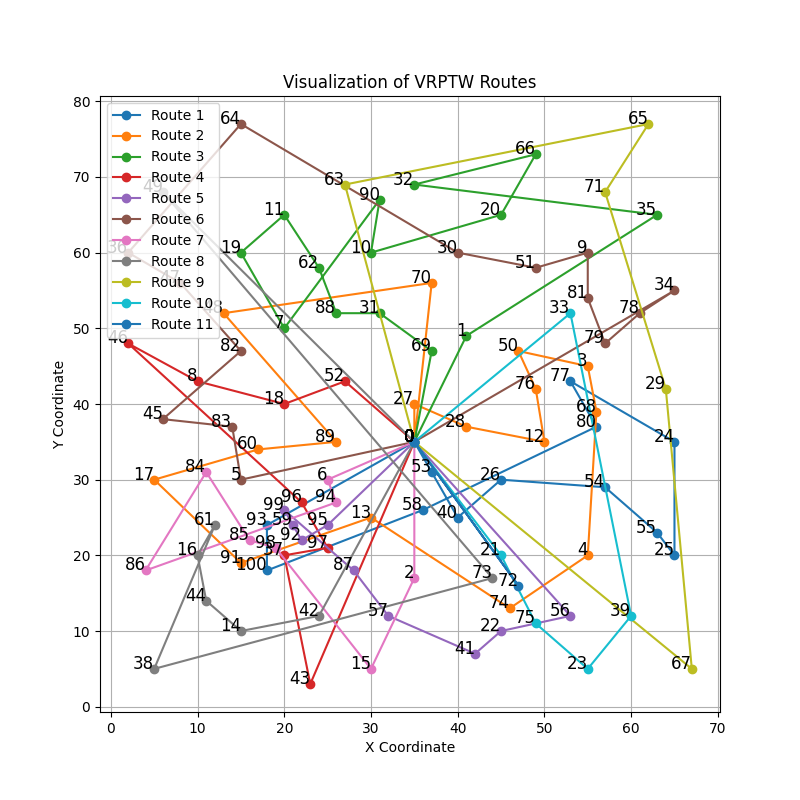 Visualization of VRPTW Routes
Y Coordinate
X Coordinate
0 10 20 30 40 50 60 70
80
70
60
50
40
30
20
10
0
Route 1
Route 2
Route 3
Route 4
Route 5
Route 6
Route 7
Route 8
Route 9
Route 10
Route 11
64 65
66
49 63 32 71
90
11 20 35
36 19 10 30 9
62 51
47 70 34
81
48 88 31 33 78
7
46 82 69 1 79
50
3
8 52 77
76 29
18 27 68
45 83 28 80
60 89 0 12 24
84 5 53
17 6 26
54
96 94
99 58
61 93 59 95 13 40
85 98 92 55
16 91 37 97 21 25
86 100 87 2 73 72 4
44
42 57 74
14 75 56 39
22
41
38 15 23 67
43